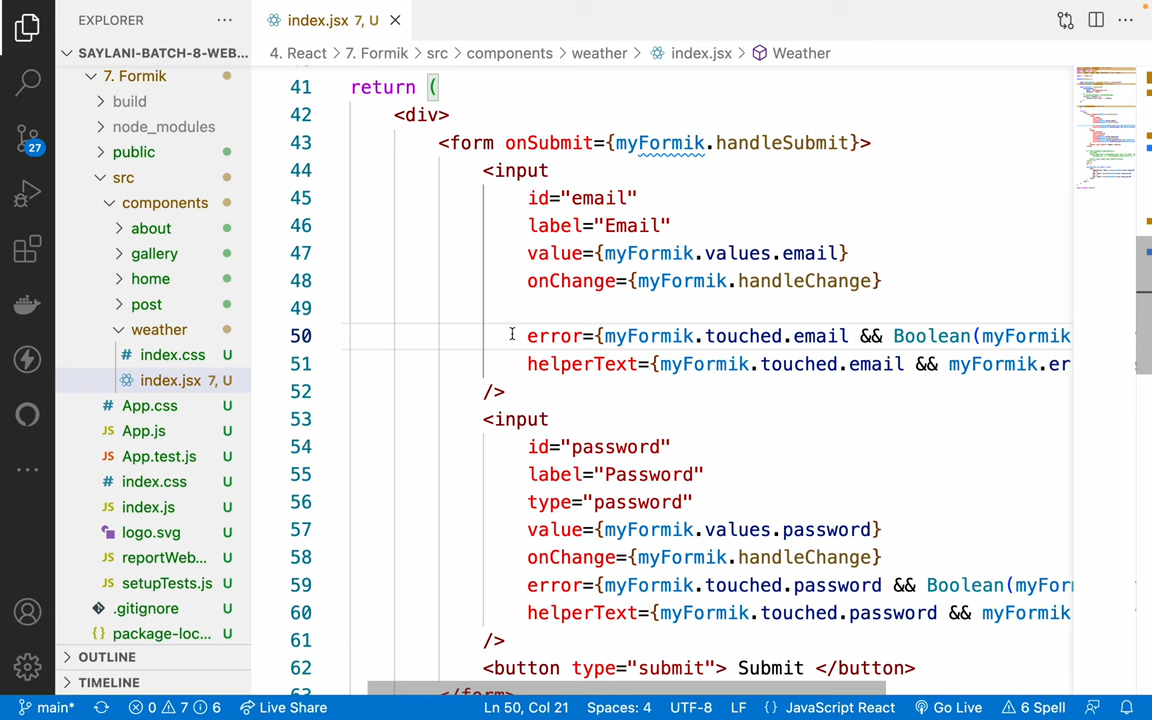 EXPLORER
index.jsx 7, U
SAYLANI-BATCH-8-WEB...
4. React > 7. Formik > src > components > weather > index.jsx > Weather
7. Formik
build
node_modules
public
src
components
about
gallery
home
post
weather
index.css U
index.jsx 7, U
App.css U
App.js U
App.test.js U
index.css U
index.js U
logo.svg U
reportWeb... U
setupTests.js U
.gitignore U
package-loc... U
OUTLINE
TIMELINE
27
41 return (
42 <div>
43 <form onSubmit={myFormik.handleSubmit}>
44 <input
45 id="email"
46 label="Email"
47 value={myFormik.values.email}
48 onChange={myFormik.handleChange}
49
50 error={myFormik.touched.email && Boolean(myFormik
51 helperText={myFormik.touched.email && myFormik.er
52 />
53 <input
54 id="password"
55 label="Password"
56 type="password"
57 value={myFormik.values.password}
58 onChange={myFormik.handleChange}
59 error={myFormik.touched.password && Boolean(myFor
60 helperText={myFormik.touched.password && myFormik
61 />
62 <button type="submit"> Submit </button>
63 </form>
main* 0 7 6 Live Share Ln 50, Col 21 Spaces: 4 UTF-8 LF {} JavaScript React Go Live 6 Spell